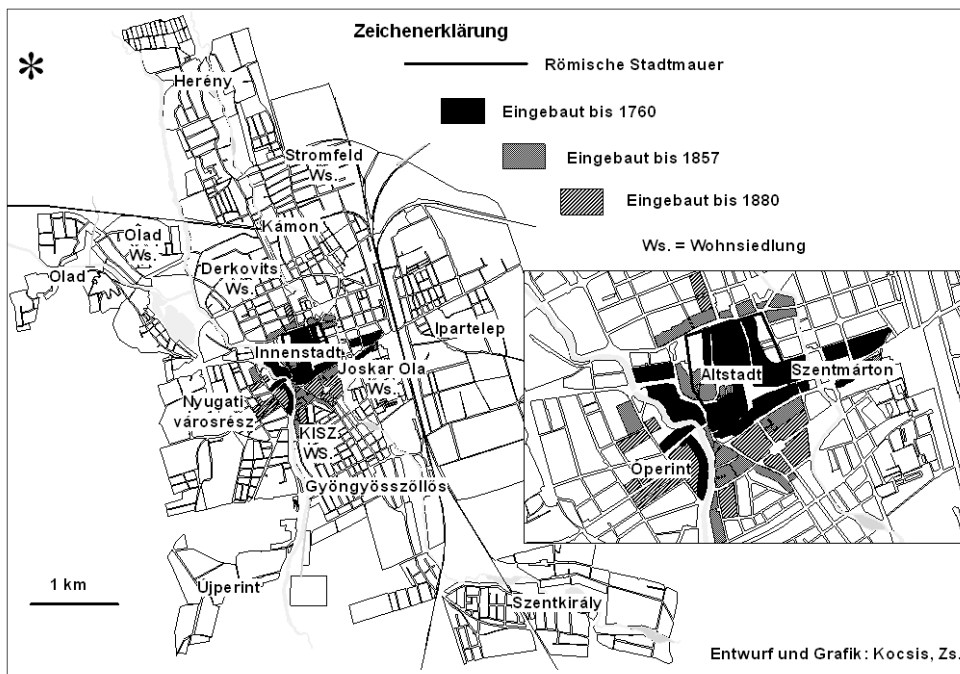 Zeichenerklärung
Römische Stadtmauer
Eingebaut bis 1760
Eingebaut bis 1857
Eingebaut bis 1880
Ws. = Wohnsiedlung
Herény
Stromfeld
Ws.
Kámon
Olad
Ws.
Olad
Derkovits
Ws.
Ipartelep
Innenstadt
Joskar Ola
Ws.
Nyugati
városrész
KISZ
WS.
Gyöngyösszöllős
Újperint
Szentkirály
1 km
Altstadt
Szentmárton
Óperint
Entwurf und Grafik: Kocsis, Zs.